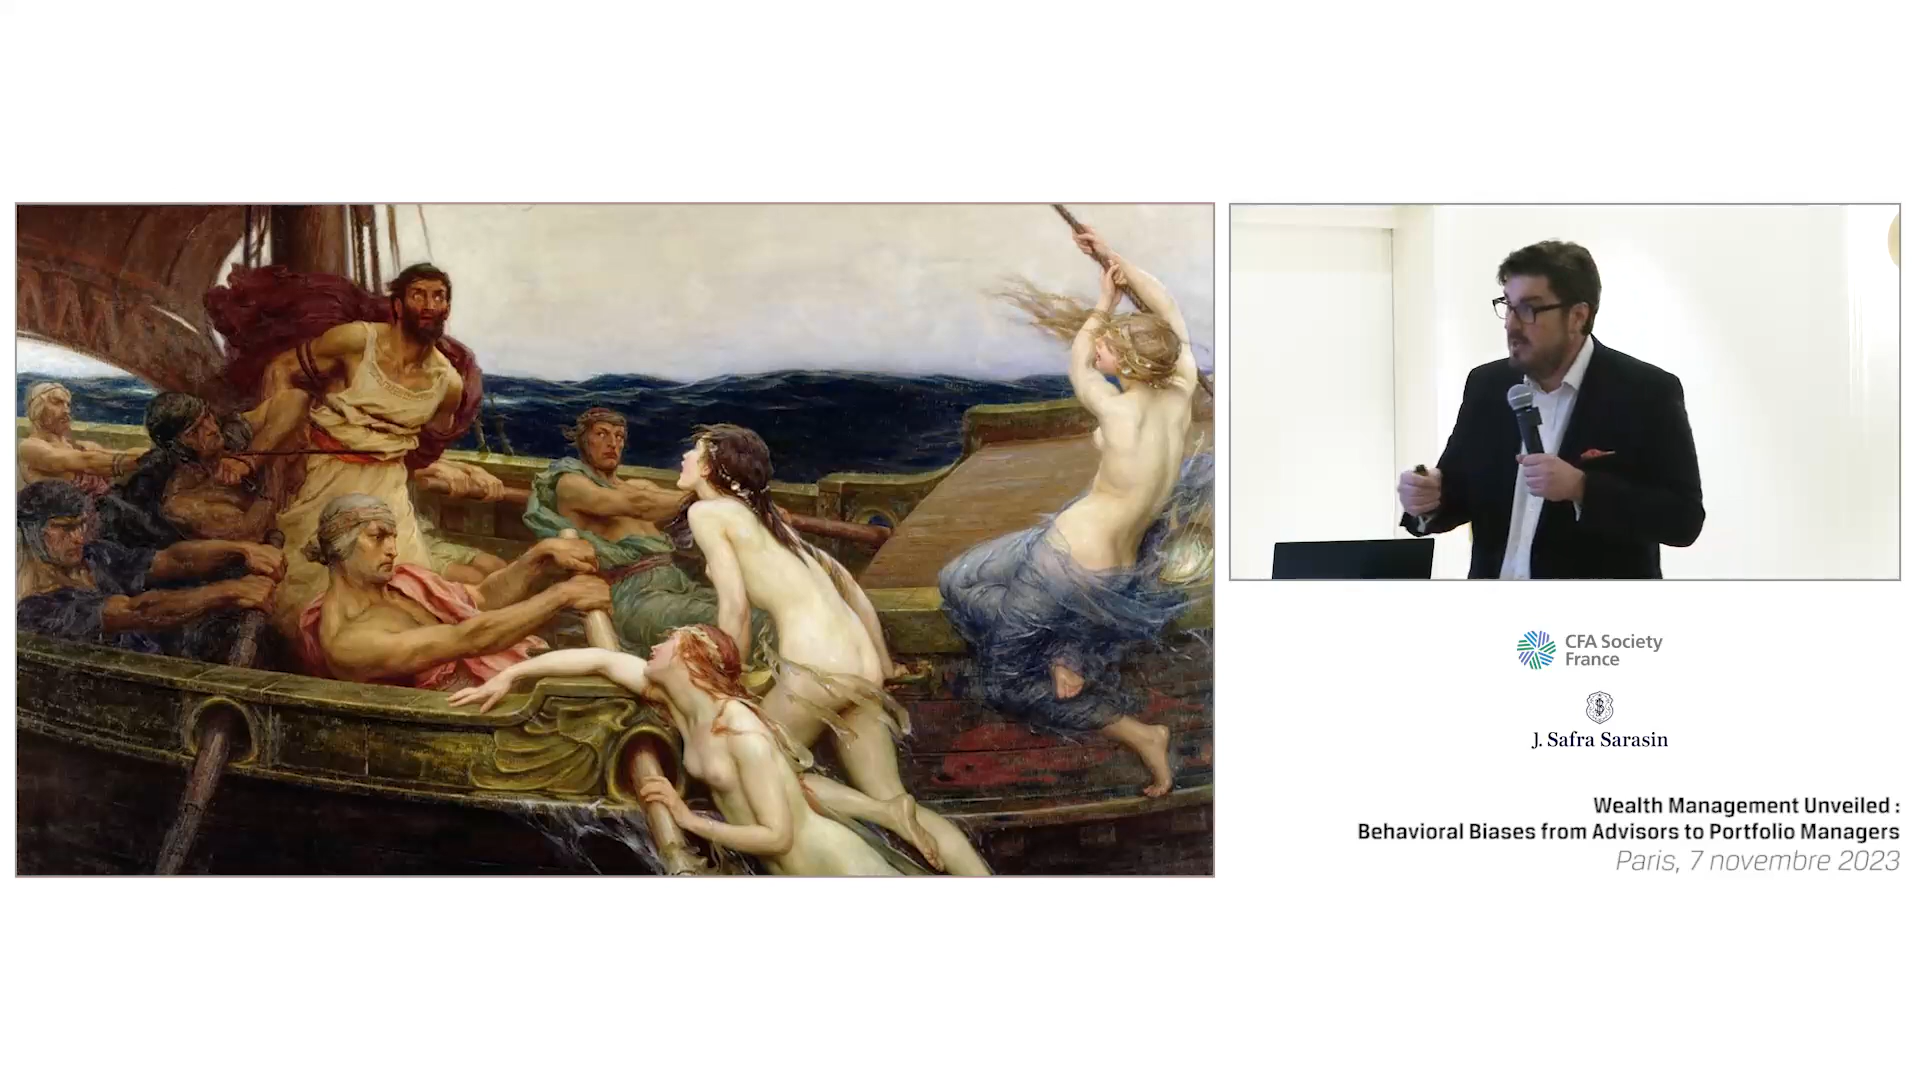 CFA Society
France
J. Safra Sarasin
Wealth Management Unveiled :
Behavioral Biases from Advisors to Portfolio Managers
Paris, 7 novembre 2023